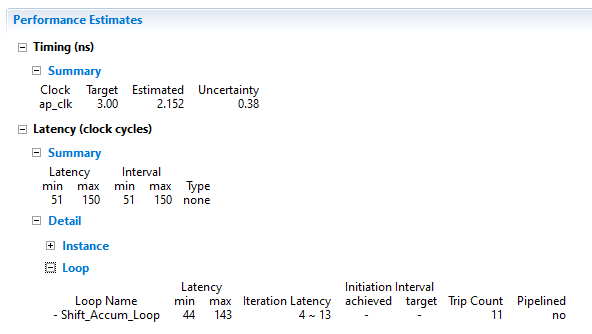 Performance Estimates
Timing (ns)
Summary
Clock Target Estimated Uncertainty
ap_clk 3.00 2.152 0.38
Latency (clock cycles)
Summary
Latency Interval
min max min max Type
51 150 51 150 none
Detail
Instance
Loop
Latency Initiation Interval
Loop Name min max Iteration Latency achieved target Trip Count Pipelined
- Shift_Accum_Loop 44 143 4 ~ 13 - - 11 no